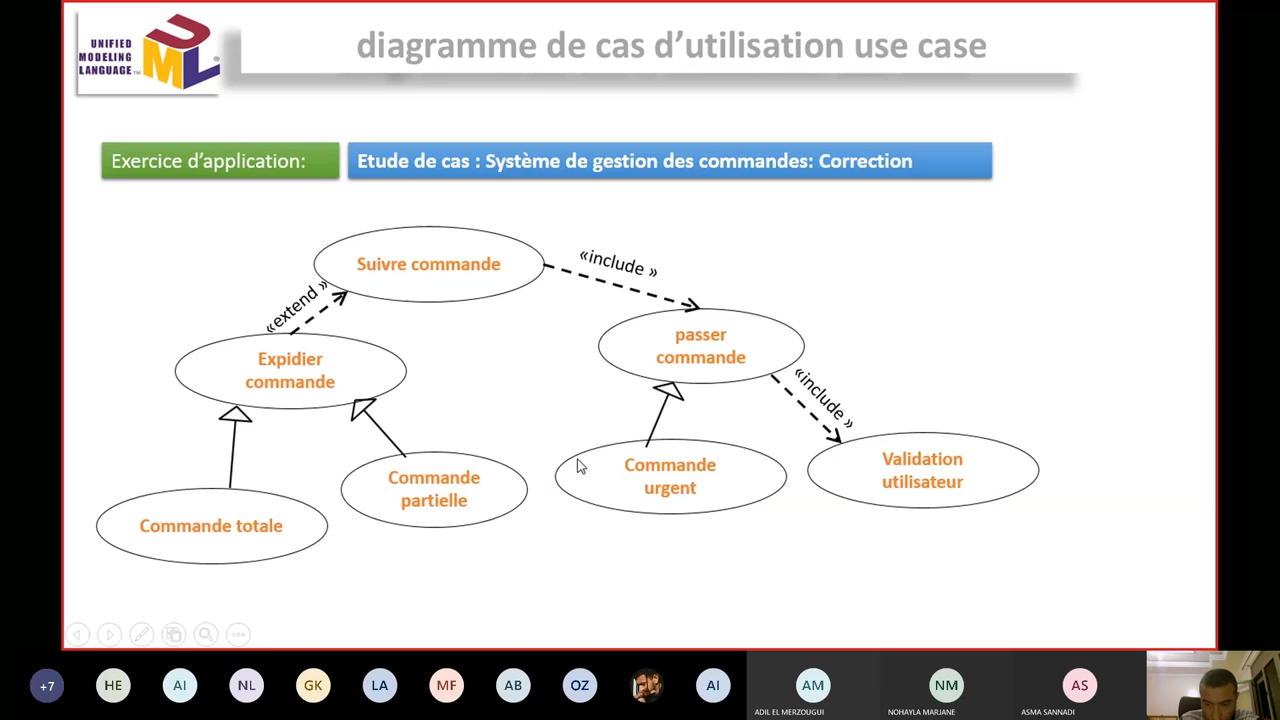 UNIFIED
MODELING
LANGUAGE™
UML®
diagramme de cas d'utilisation use case
Exercice d'application:
Etude de cas : Système de gestion des commandes: Correction
Suivre commande
«include »
«extend »
passer
commande
Expidier
commande
«include »
Commande
urgent
Validation
utilisateur
Commande
partielle
Commande totale
+7
HE
AI
NL
GK
LA
MF
AB
OZ
AI
AM
NM
AS
ADIL EL MERZOUGUI
NOHAYLA MARJANE
ASMA SANNADI